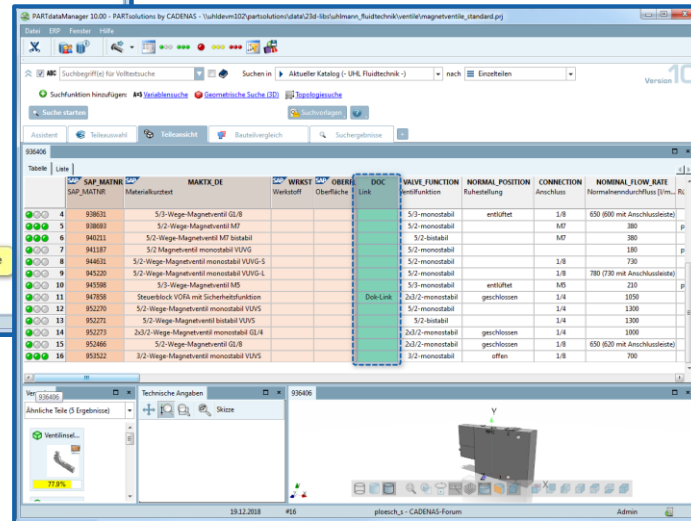 PARTdataManager 10.00 - PARTsolutions by CADENAS - \\uhldevm102\partsolutions\data\23d-libs\uhlmann_fluidtechnik\ventile\magnetventile_standard.prj
Datei ERP Fenster Hilfe
ABC Suchbegriff(e) für Volltextsuche Suchen in Aktueller Katalog (- UHL Fluidtechnik -) nach Einzelteilen
Version 10
Suchfunktion hinzufügen: Variablensuche Geometrische Suche (3D) Topologiesuche
Suche starten Suchvorlagen
Assistent Teileauswahl Teileansicht Bauteilvergleich Suchergebnisse
936406
Tabelle Liste
SAP_MATNR MAKTX_DE WRKST DOC VALVE_FUNCTION NORMAL_POSITION CONNECTION NOMINAL_FLOW_RATE
SAP_MATNR Materialkurztext Werkstoff Oberfläche Link Ventilfunktion Ruhestellung Anschluss Normalnenndurchfluss [l/m...
4 938631 5/3-Wege-Magnetventil G1/8 5/3-monostabil entlüftet 1/8 650 (600 mit Anschlussleiste)
5 938693 5/2-Wege-Magnetventil M7 5/2-monostabil M7 380 p
6 940211 5/2-Wege-Magnetventil M7 bistabil 5/2-bistabil M7 380
7 941187 5/2 Magnetventil monostabil VUVG 5/2-monostabil 180 p
8 944631 5/2-Wege-Magnetventil monostabil VUVG-S 5/2-monostabil 1/8 730
9 945220 5/2-Wege-Magnetventil monostabil VUVG-L 5/2-monostabil 1/8 780 (730 mit Anschlussleiste)
10 945598 5/3-Wege-Magnetventil M5 5/3-monostabil entlüftet M5 210 p
11 947858 Steuerblock VOFA mit Sicherheitsfunktion Dok-Link 2x3/2-monostabil geschlossen 1/4 1050
12 952270 5/2-Wege-Magnetventil monostabil VUVS 5/2-monostabil 1/4 1300
13 952271 5/2-Wege-Magnetventil bistabil VUVS 5/2-bistabil 1/4 1300
14 952273 2x3/2-Wege-Magnetventil monostabil G1/4 2x3/2-monostabil geschlossen 1/4 1000
15 952466 5/2-Wege-Magnetventil G1/8 2x3/2-monostabil geschlossen 1/8 650 (620 mit Anschlussleiste)
16 953522 3/2-Wege-Magnetventil monostabil VUVS 3/2-monostabil offen 1/8 700
936406 Technische Angaben 936406
Ähnliche Teile (5 Ergebnisse) Skizze
Ventilinsel...
77.9%
Y
X
19.12.2018 #16 ploesch_s - CADENAS-Forum Admin